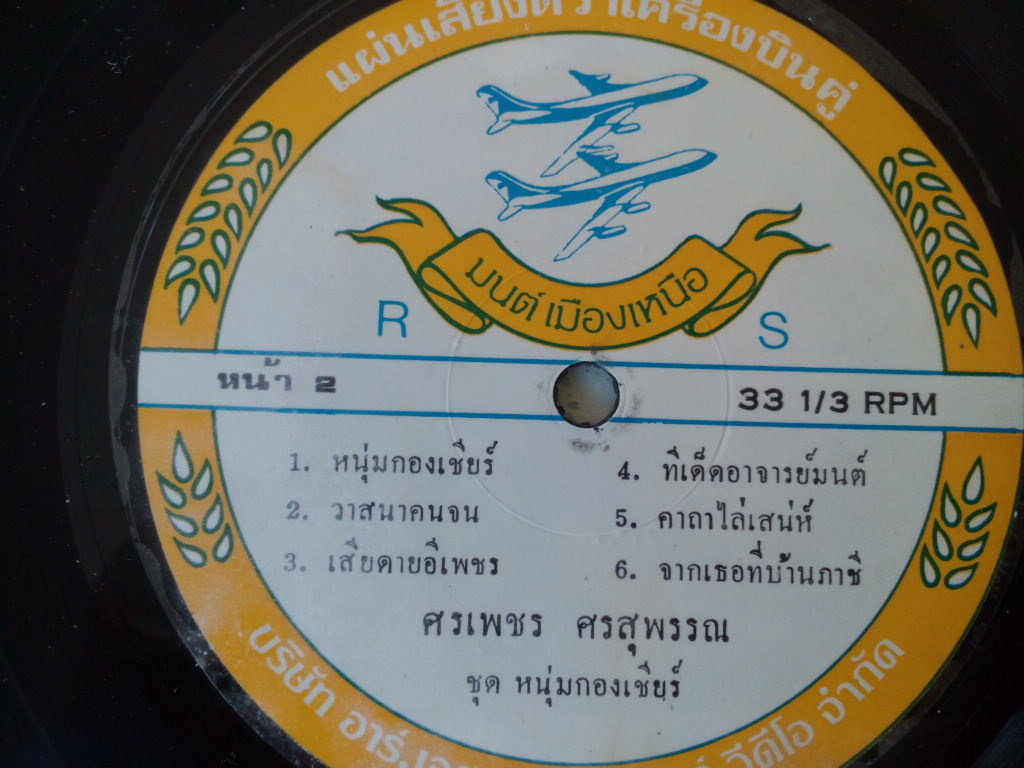 แผ่นเสียงตราเครื่องบินคู่
มนต์เมืองเหนือ
R S
หน้า 2 33 1/3 RPM
1. หนุ่มกองเชียร์
2. วาสนาคนจน
3. เสียดายอีเพชร
4. ทีเด็ดอาจารย์มนต์
5. คาถาไล่เสน่ห์
6. จากเธอที่บ้านภาชี
ศรเพชร ศรสุพรรณ
ชุด หนุ่มกองเชียร์
บริษัท อาร์. วีดีโอ จำกัด